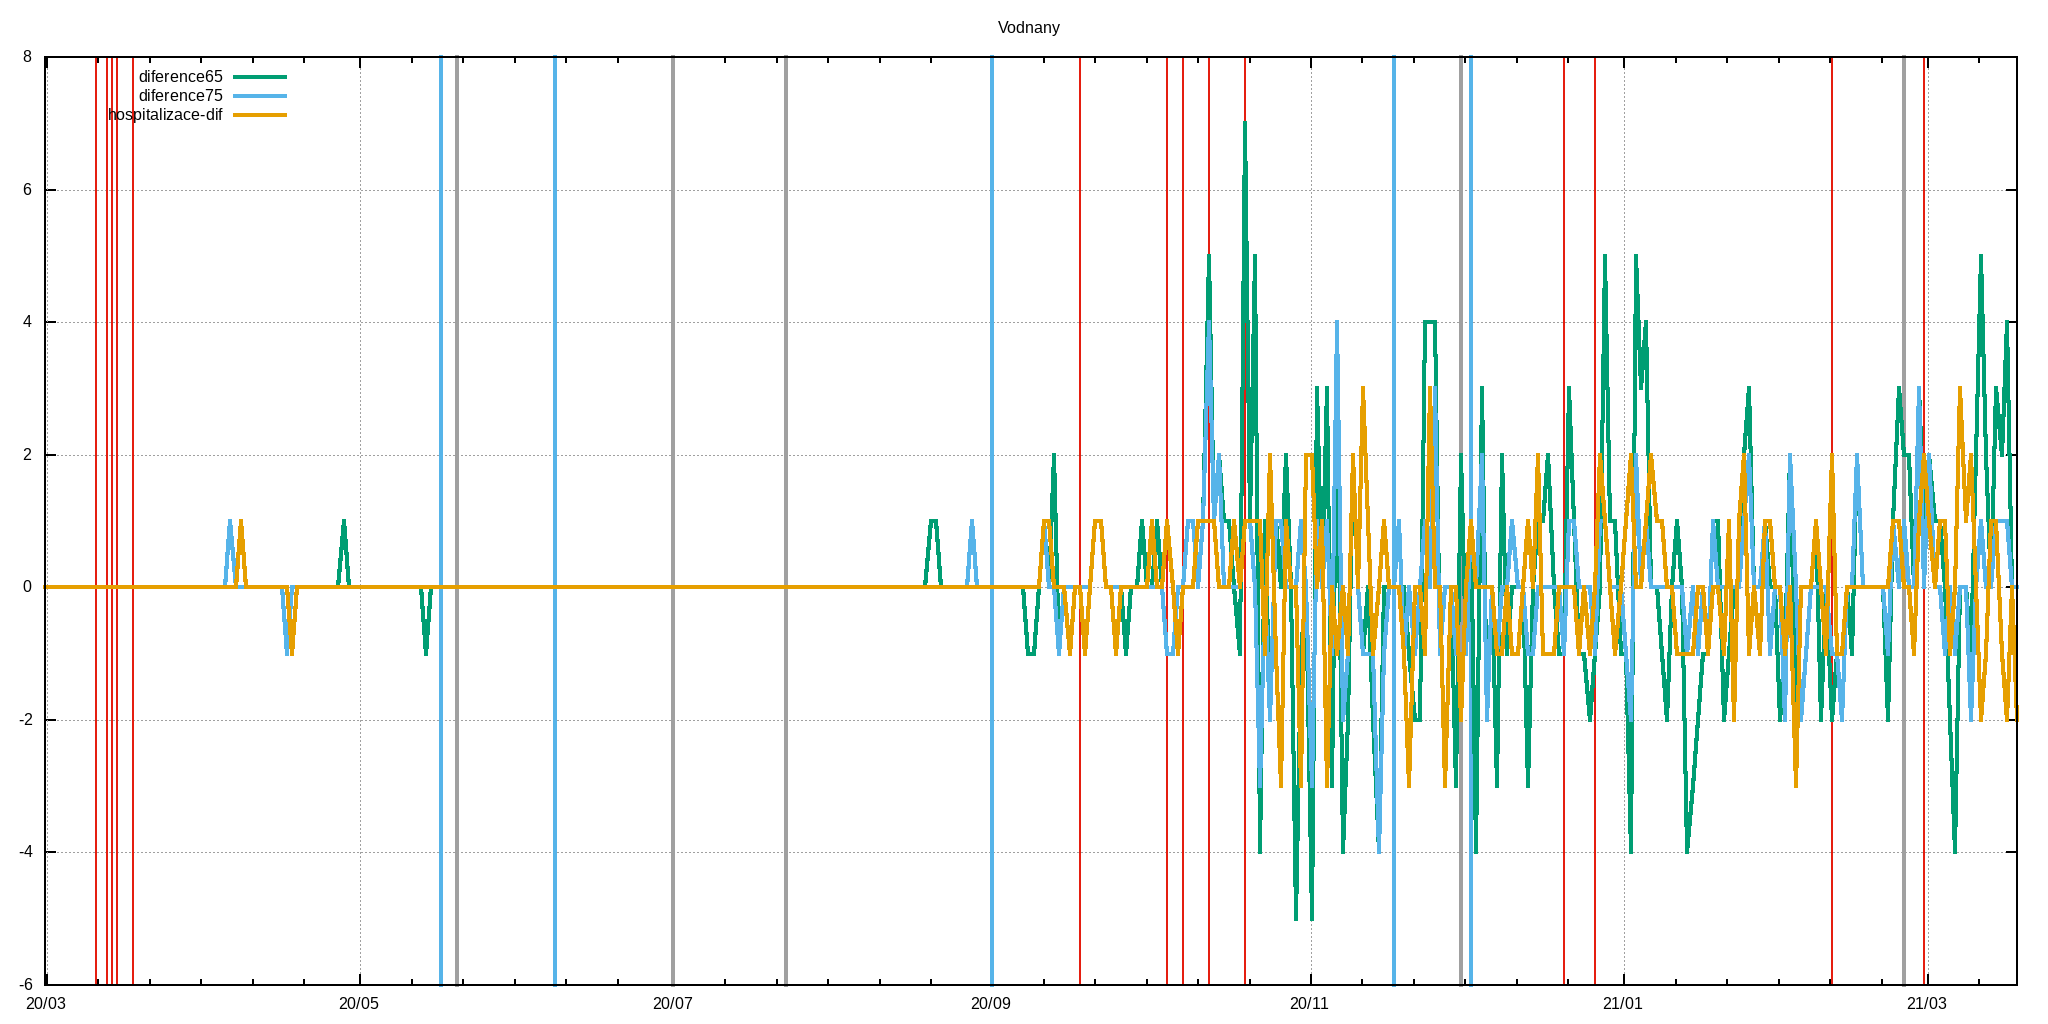 Vodnany
8
diference65
diference75
hospitalizace-dif
6
4
2
0
-2
-4
-6
20/03 20/05 20/07 20/09 20/11 21/01 21/03